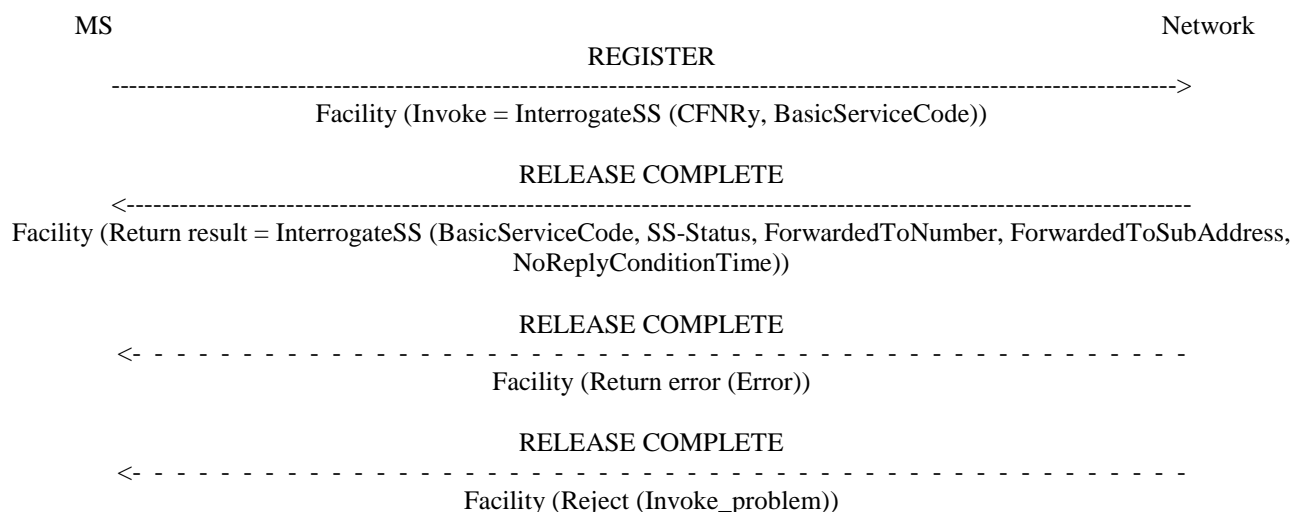 MS Network
REGISTER
Facility (Invoke = InterrogateSS (CFNRy, BasicServiceCode))
RELEASE COMPLETE
Facility (Return result = InterrogateSS (BasicServiceCode, SS-Status, ForwardedToNumber, ForwardedToSubAddress,
NoReplyConditionTime))
RELEASE COMPLETE
Facility (Return error (Error))
RELEASE COMPLETE
Facility (Reject (Invoke_problem))